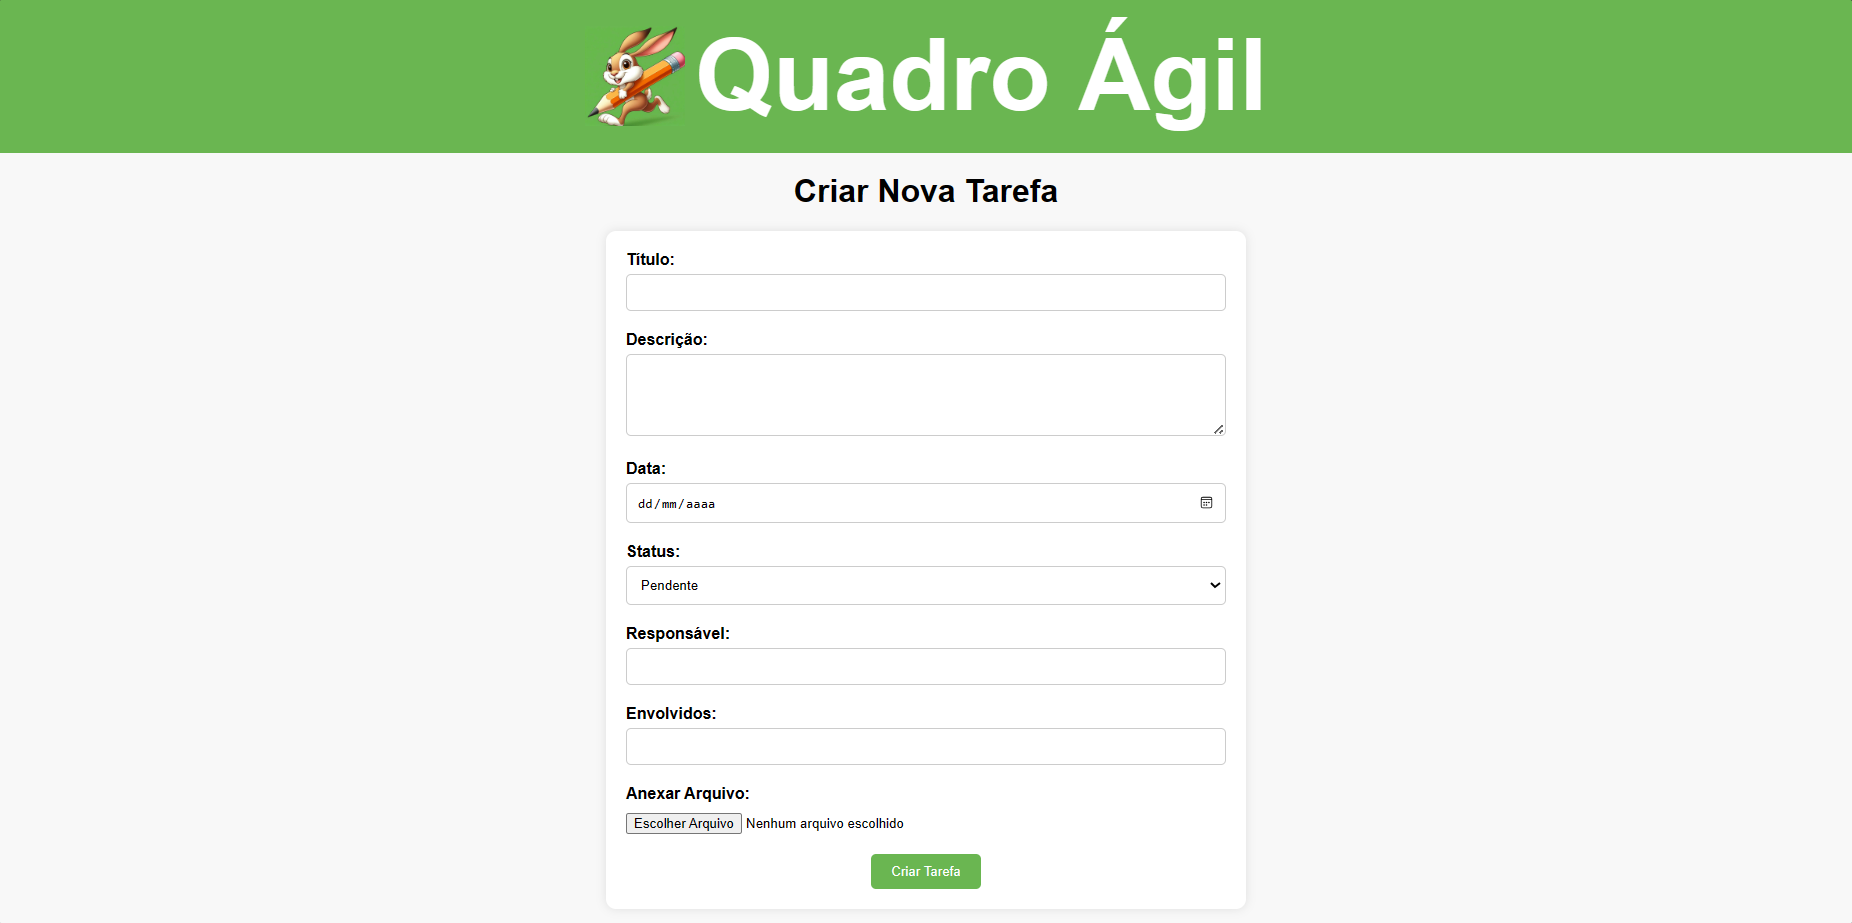 Quadro Ágil
Criar Nova Tarefa
Título:
Descrição:
Data:
dd/mm/aaaa
Status:
Pendente
Responsável:
Envolvidos:
Anexar Arquivo:
Escolher Arquivo Nenhum arquivo escolhido
Criar Tarefa